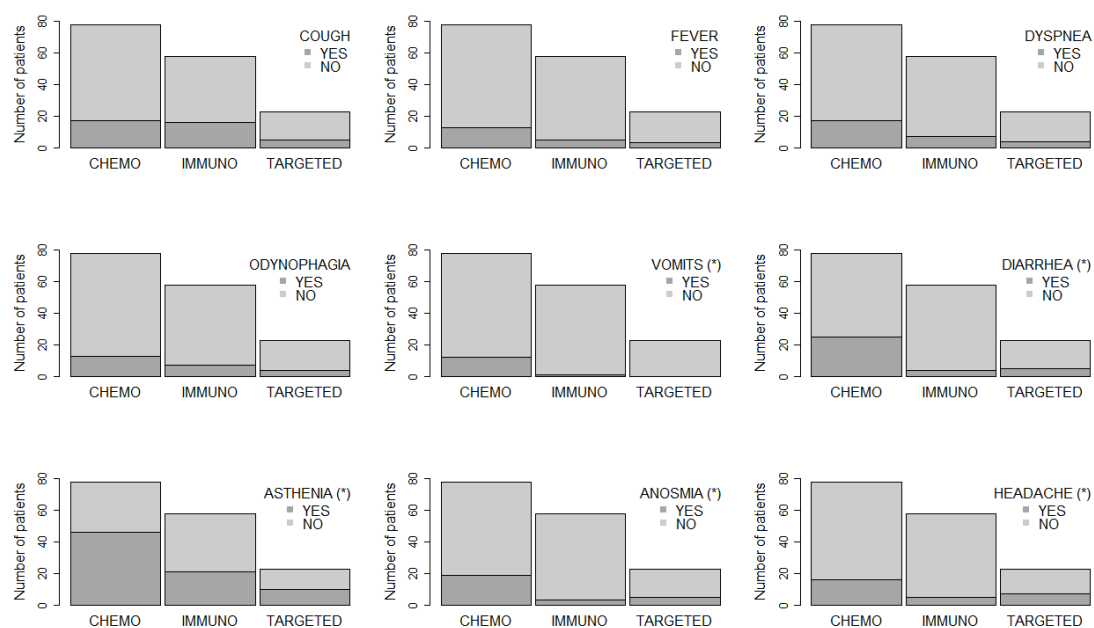 Number of patients
80
60
40
20
0
COUGH
YES
NO
CHEMO IMMUNO TARGETED
Number of patients
80
60
40
20
0
FEVER
YES
NO
CHEMO IMMUNO TARGETED
Number of patients
80
60
40
20
0
DYSPNEA
YES
NO
CHEMO IMMUNO TARGETED
Number of patients
80
60
40
20
0
ODYNOPHAGIA
YES
NO
CHEMO IMMUNO TARGETED
Number of patients
80
60
40
20
0
VOMITS (*)
YES
NO
CHEMO IMMUNO TARGETED
Number of patients
80
60
40
20
0
DIARRHEA (*)
YES
NO
CHEMO IMMUNO TARGETED
Number of patients
80
60
40
20
0
ASTHENIA (*)
YES
NO
CHEMO IMMUNO TARGETED
Number of patients
80
60
40
20
0
ANOSMIA (*)
YES
NO
CHEMO IMMUNO TARGETED
Number of patients
80
60
40
20
0
HEADACHE (*)
YES
NO
CHEMO IMMUNO TARGETED